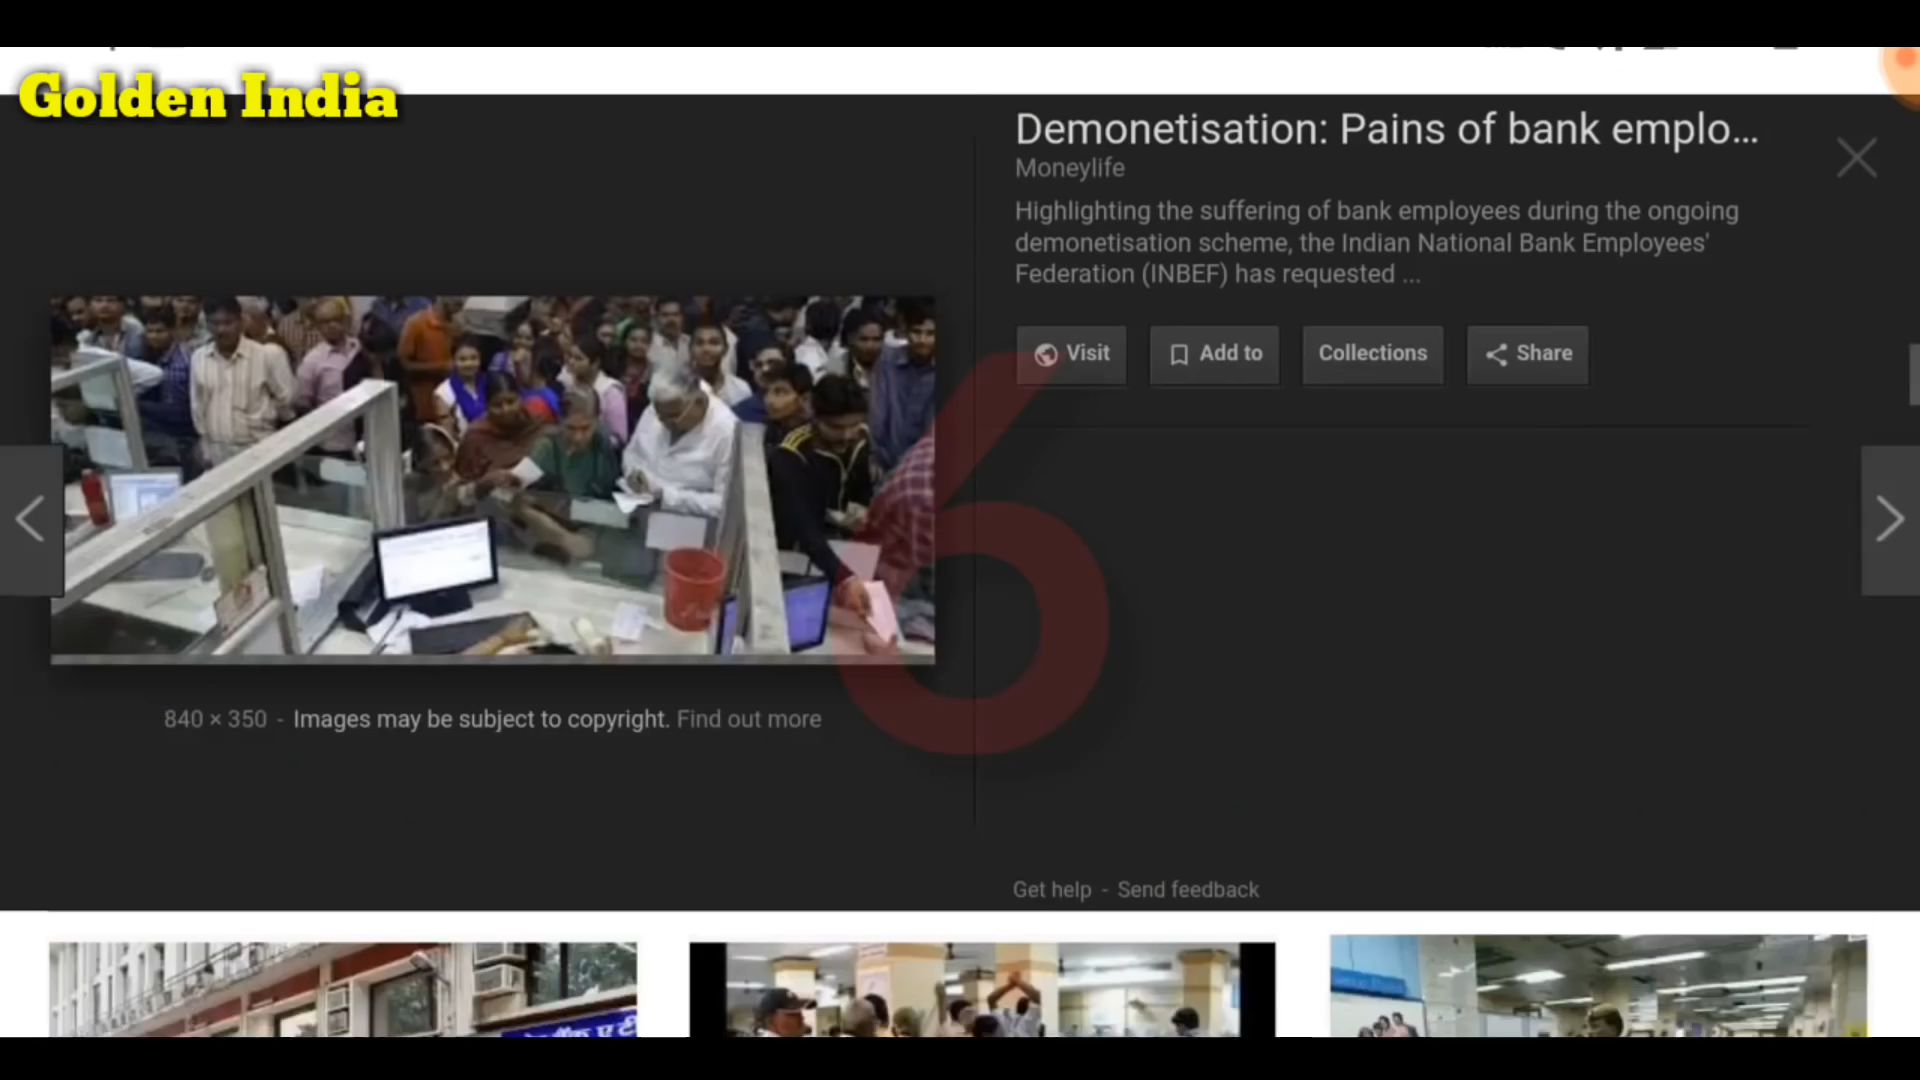 Golden India
Demonetisation: Pains of bank emplo...
Moneylife
Highlighting the suffering of bank employees during the ongoing
demonetisation scheme, the Indian National Bank Employees'
Federation (INBEF) has requested ...
Visit
Add to
Collections
Share
6
840 × 350 - Images may be subject to copyright. Find out more
Get help - Send feedback